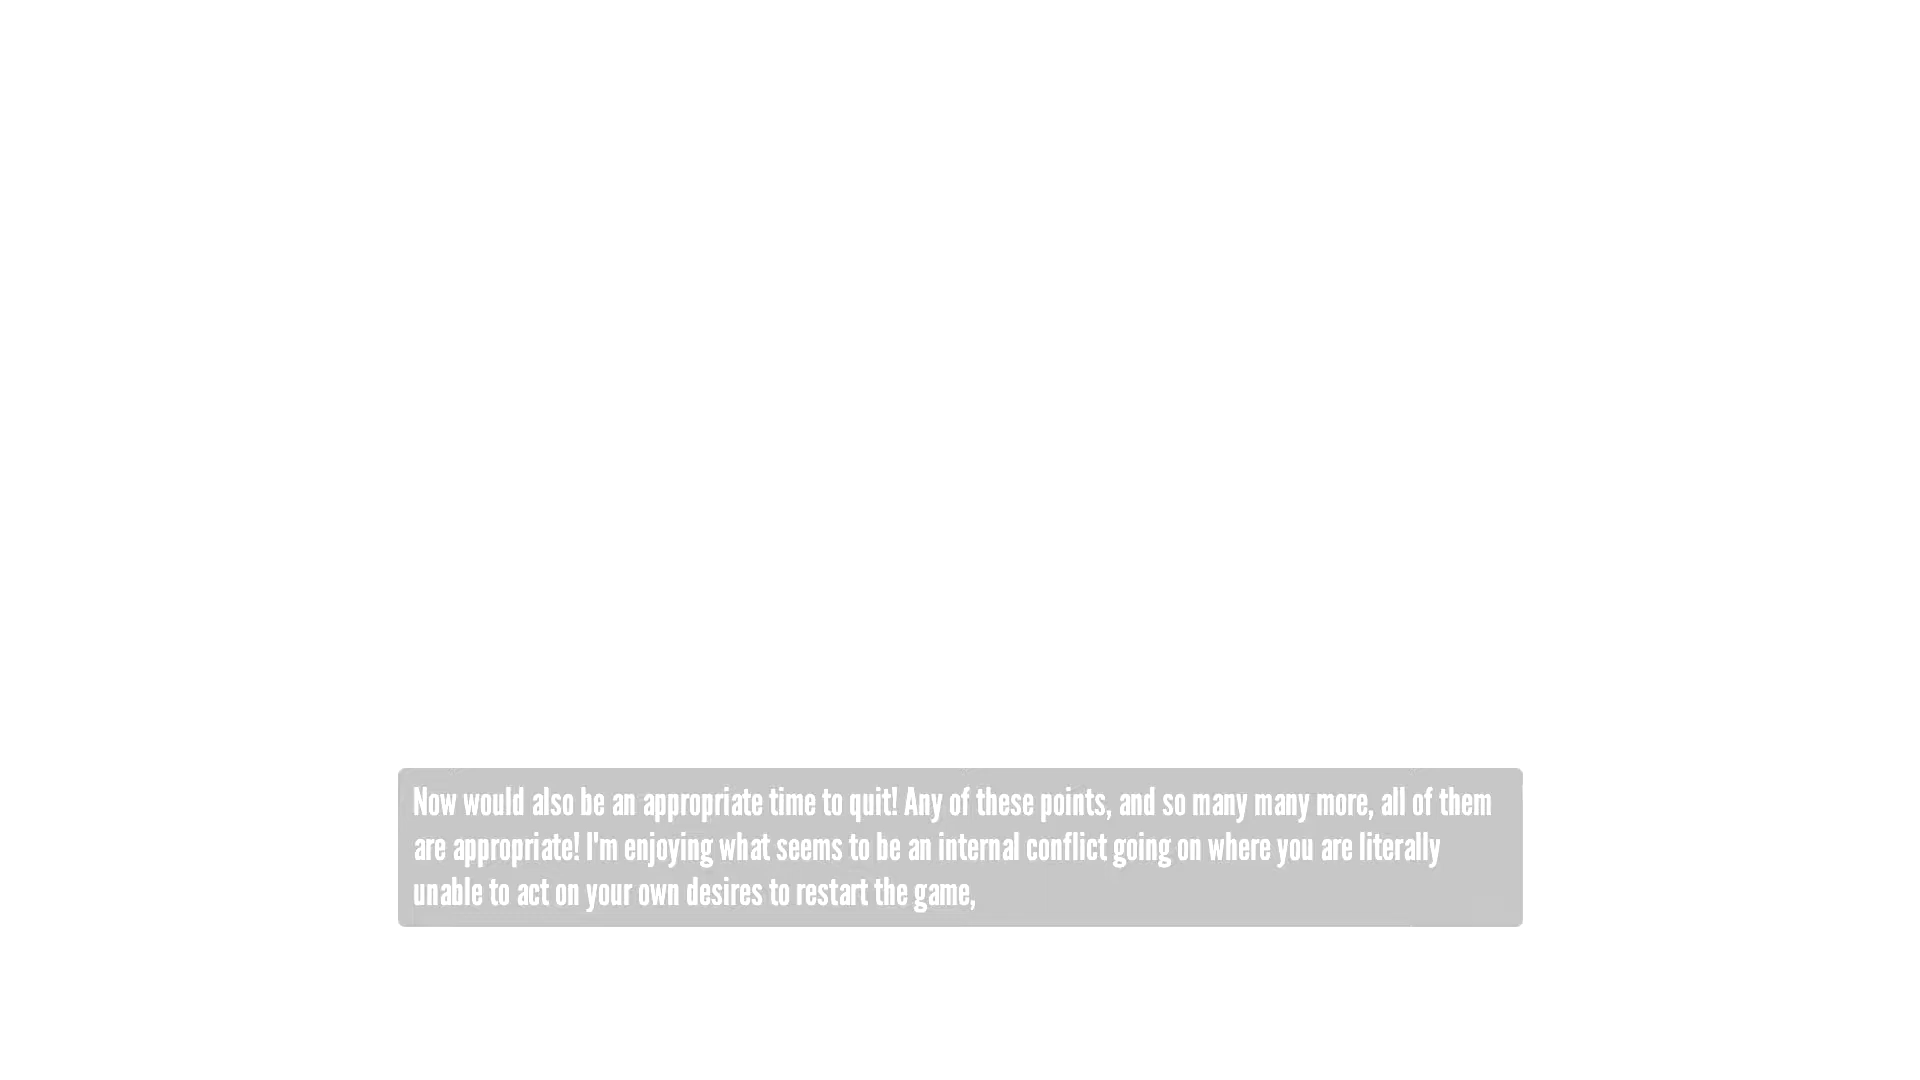 Now would also be an appropriate time to quit! Any of these points, and so many many more, all of them
are appropriate! I'm enjoying what seems to be an internal conflict going on where you are literally
unable to act on your own desires to restart the game,